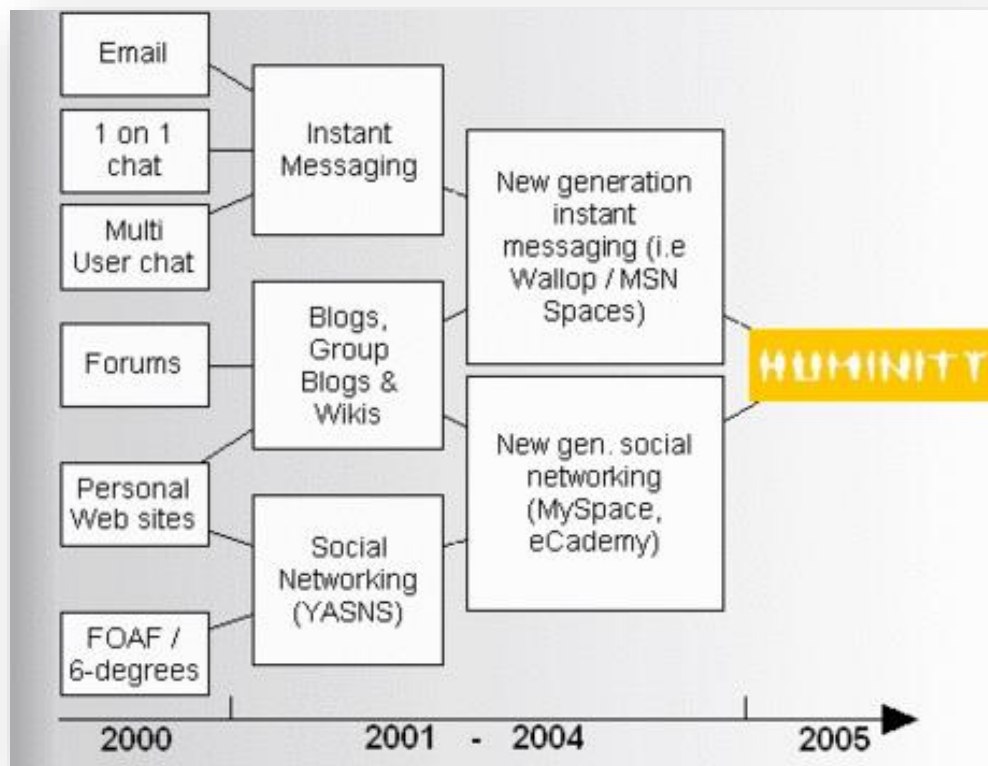 Email
1 on 1
chat
Multi
User chat
Forums
Personal
Web sites
FOAF /
6-degrees
Instant
Messaging
Blogs,
Group
Blogs &
Wikis
Social
Networking
(YASNS)
New generation
instant
messaging (i.e
Wallop / MSN
Spaces)
New gen. social
networking
(MySpace,
eCademy)
HUMINITY
2000
2001 - 2004
2005